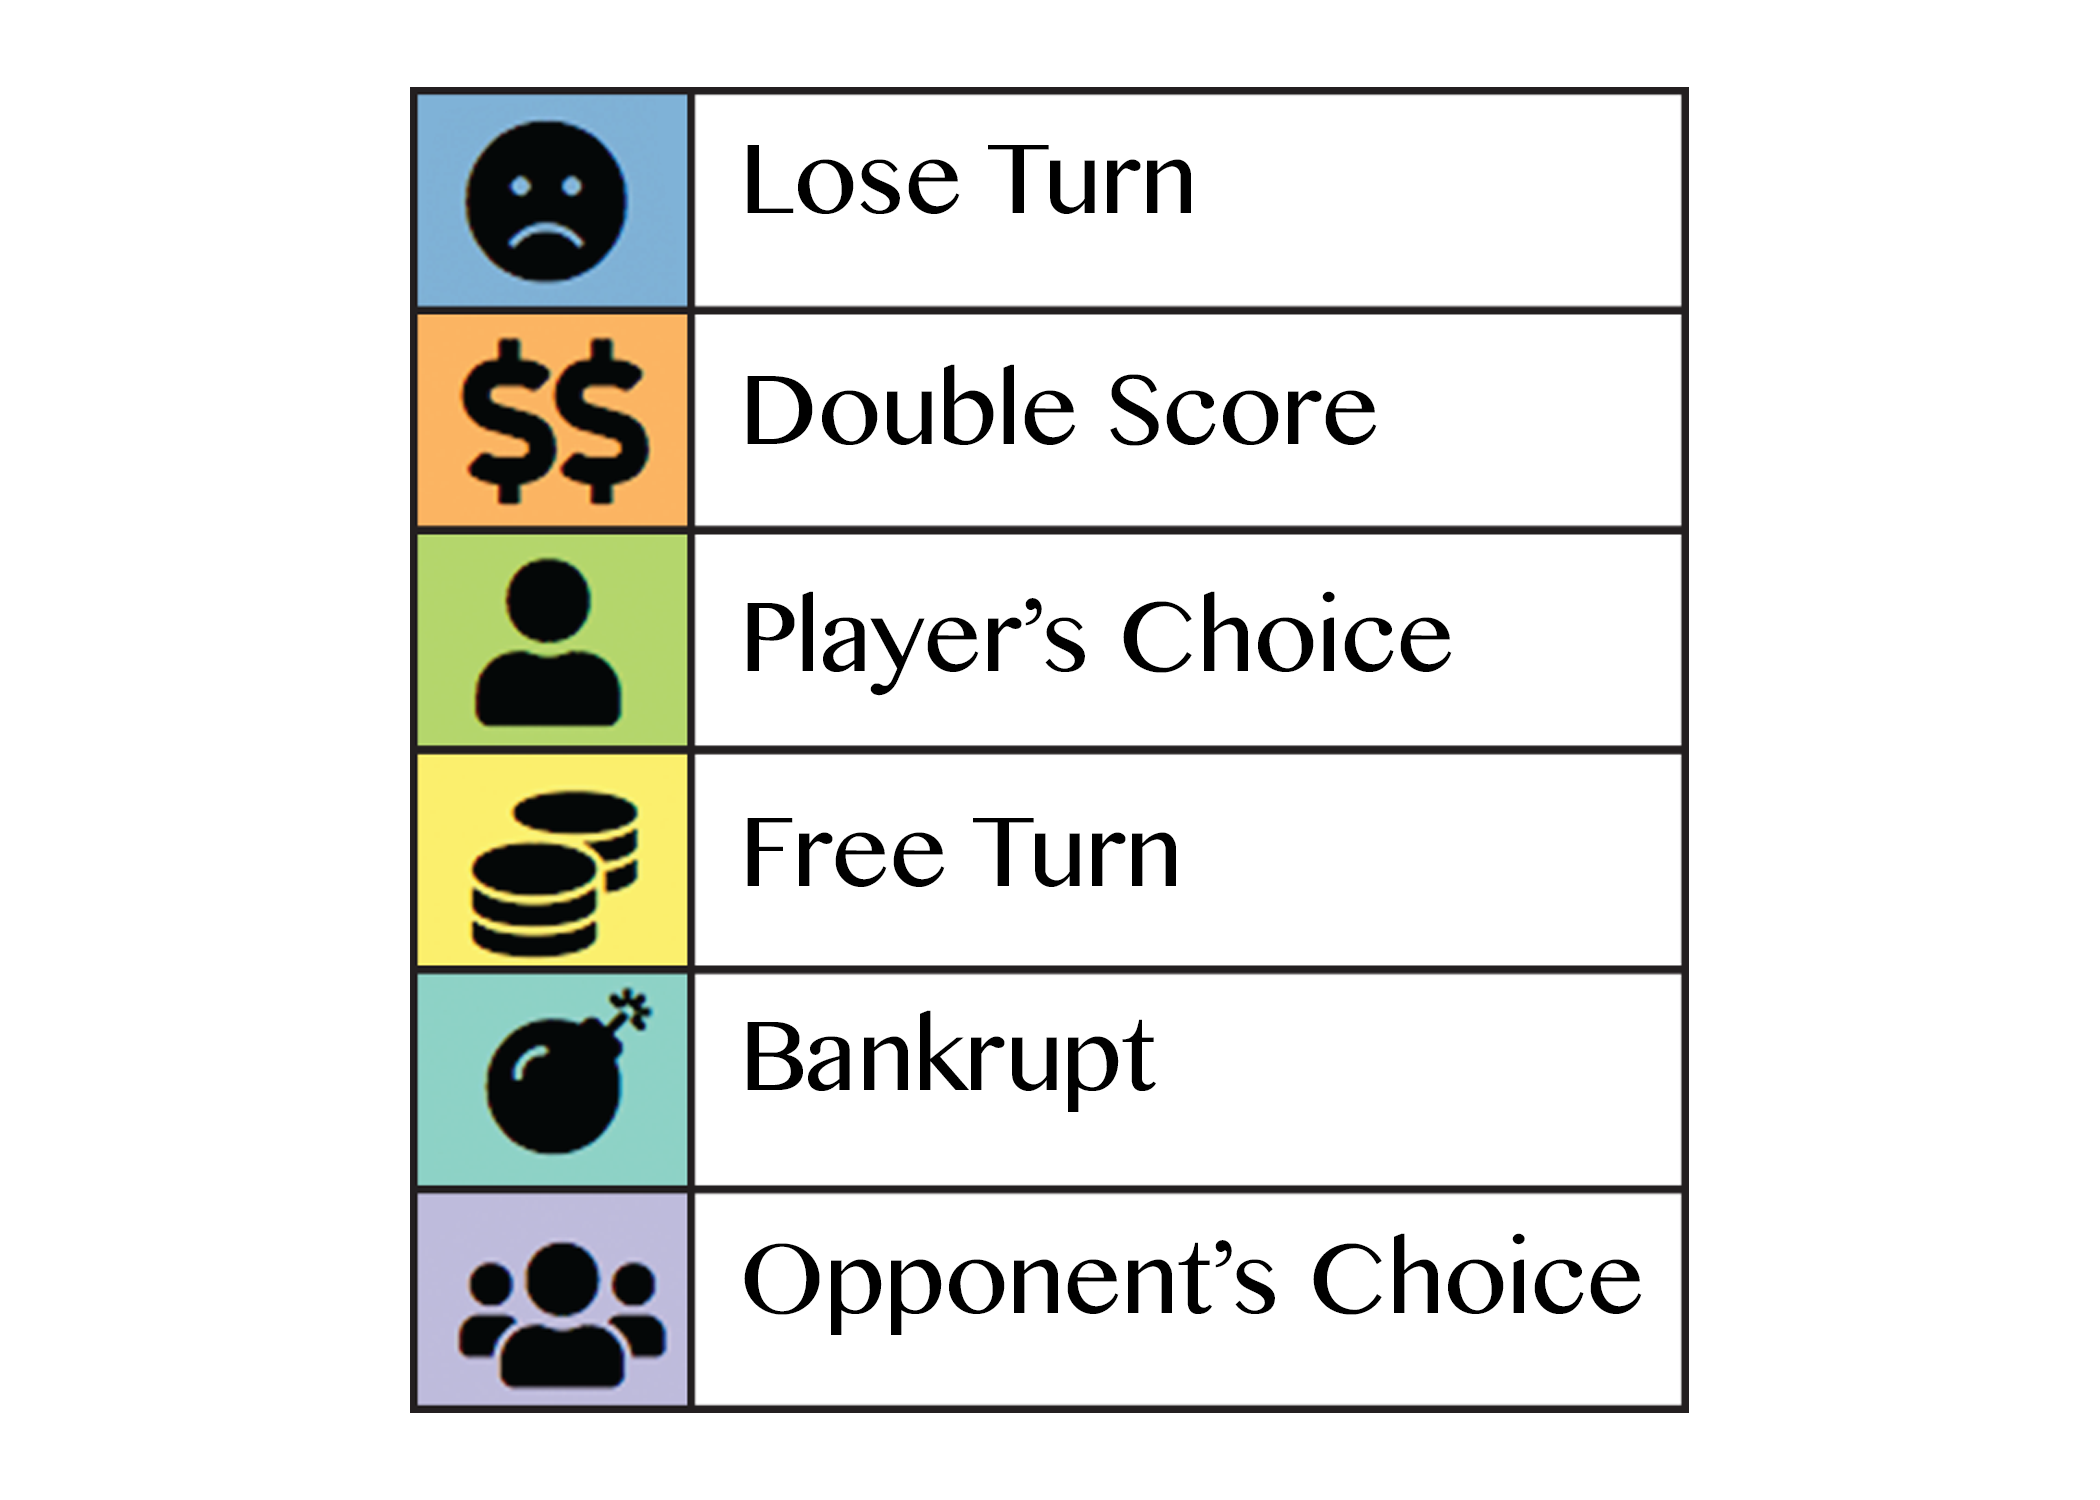 Lose Turn
$$
Double Score
Player’s Choice
Free Turn
Bankrupt
Opponent’s Choice